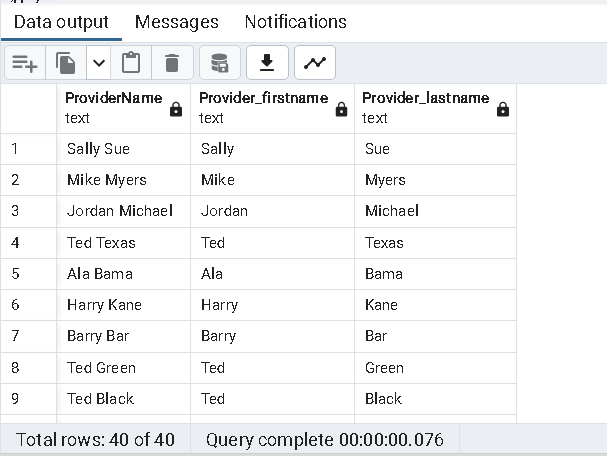 Data output Messages Notifications
ProviderName Provider_firstname Provider_lastname
text text text
1 Sally Sue Sally Sue
2 Mike Myers Mike Myers
3 Jordan Michael Jordan Michael
4 Ted Texas Ted Texas
5 Ala Bama Ala Bama
6 Harry Kane Harry Kane
7 Barry Bar Barry Bar
8 Ted Green Ted Green
9 Ted Black Ted Black
Total rows: 40 of 40 Query complete 00:00:00.076